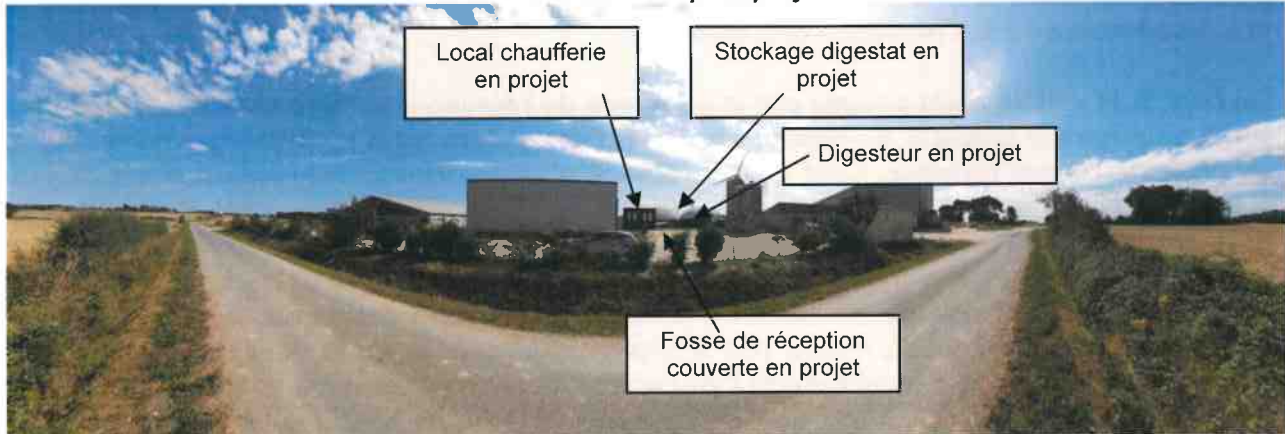 Local chaufferie
en projet
Stockage digestat en
projet
Digesteur en projet
Fosse de réception
couverte en projet